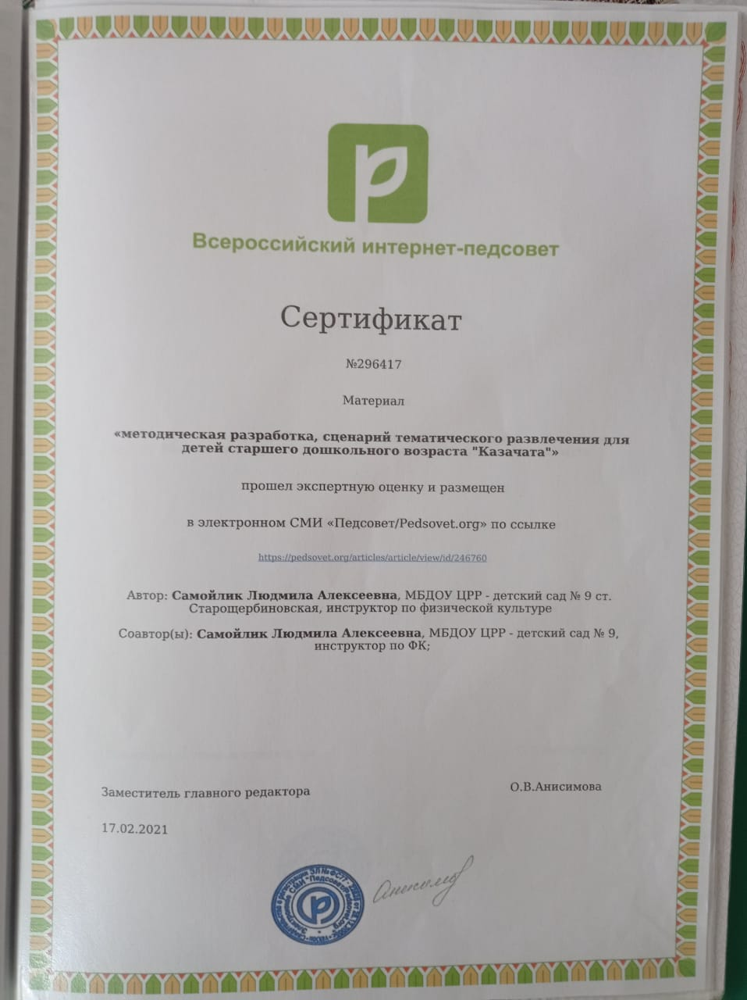 Всероссийский интернет-педсовет
Сертификат
№296417
Материал
«методическая разработка, сценарий тематического развлечения для
детей старшего дошкольного возраста "Казачата"»
прошел экспертную оценку и размещен
в электронном СМИ «Педсовет/Pedsovet.org» по ссылке
https://pedsovet.org/articles/article/view/id/246760
Автор: Самойлик Людмила Алексеевна, МБДОУ ЦРР - детский сад № 9 ст.
Старощербиновская, инструктор по физической культуре
Соавтор(ы): Самойлик Людмила Алексеевна, МБДОУ ЦРР - детский сад № 9,
инструктор по ФК;
Заместитель главного редактора
О.В.Анисимова
17.02.2021